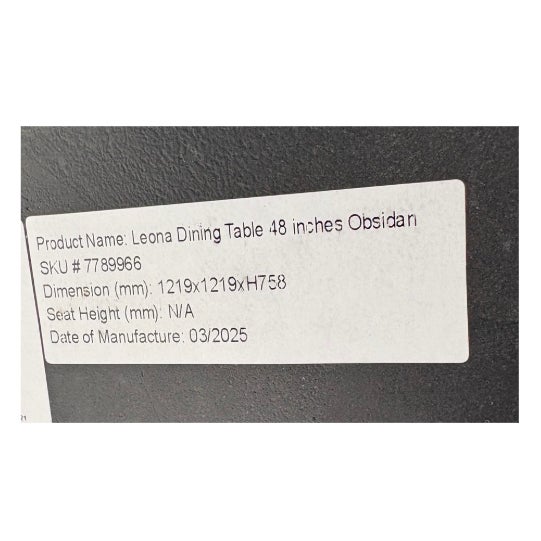 Product Name: Leona Dining Table 48 inches Obsidan
SKU # 7789966
Dimension (mm): 1219x1219xH758
Seat Height (mm): N/A
Date of Manufacture: 03/2025